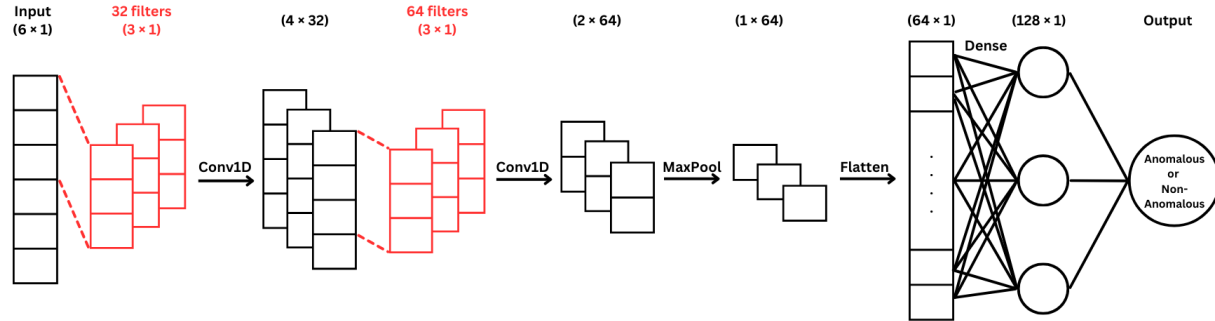 Input
(6 × 1)
32 filters
(3 × 1)
(4 × 32)
64 filters
(3 × 1)
(2 × 64)
(1 × 64)
(64 × 1)
(128 × 1)
Output
Dense
Conv1D
Conv1D
MaxPool
Flatten
Anomalous
or
Non-
Anomalous